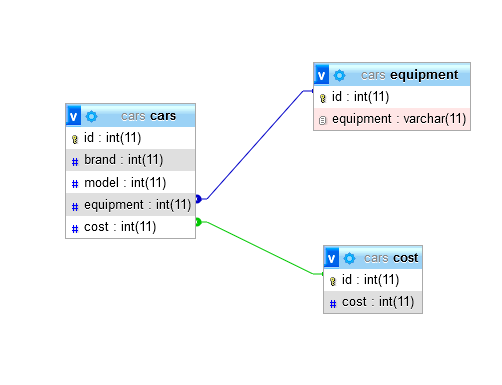 v cars cars
id : int(11)
# brand : int(11)
# model : int(11)
# equipment : int(11)
# cost : int(11)
v cars equipment
id : int(11)
equipment : varchar(11)
v cars cost
id : int(11)
# cost : int(11)